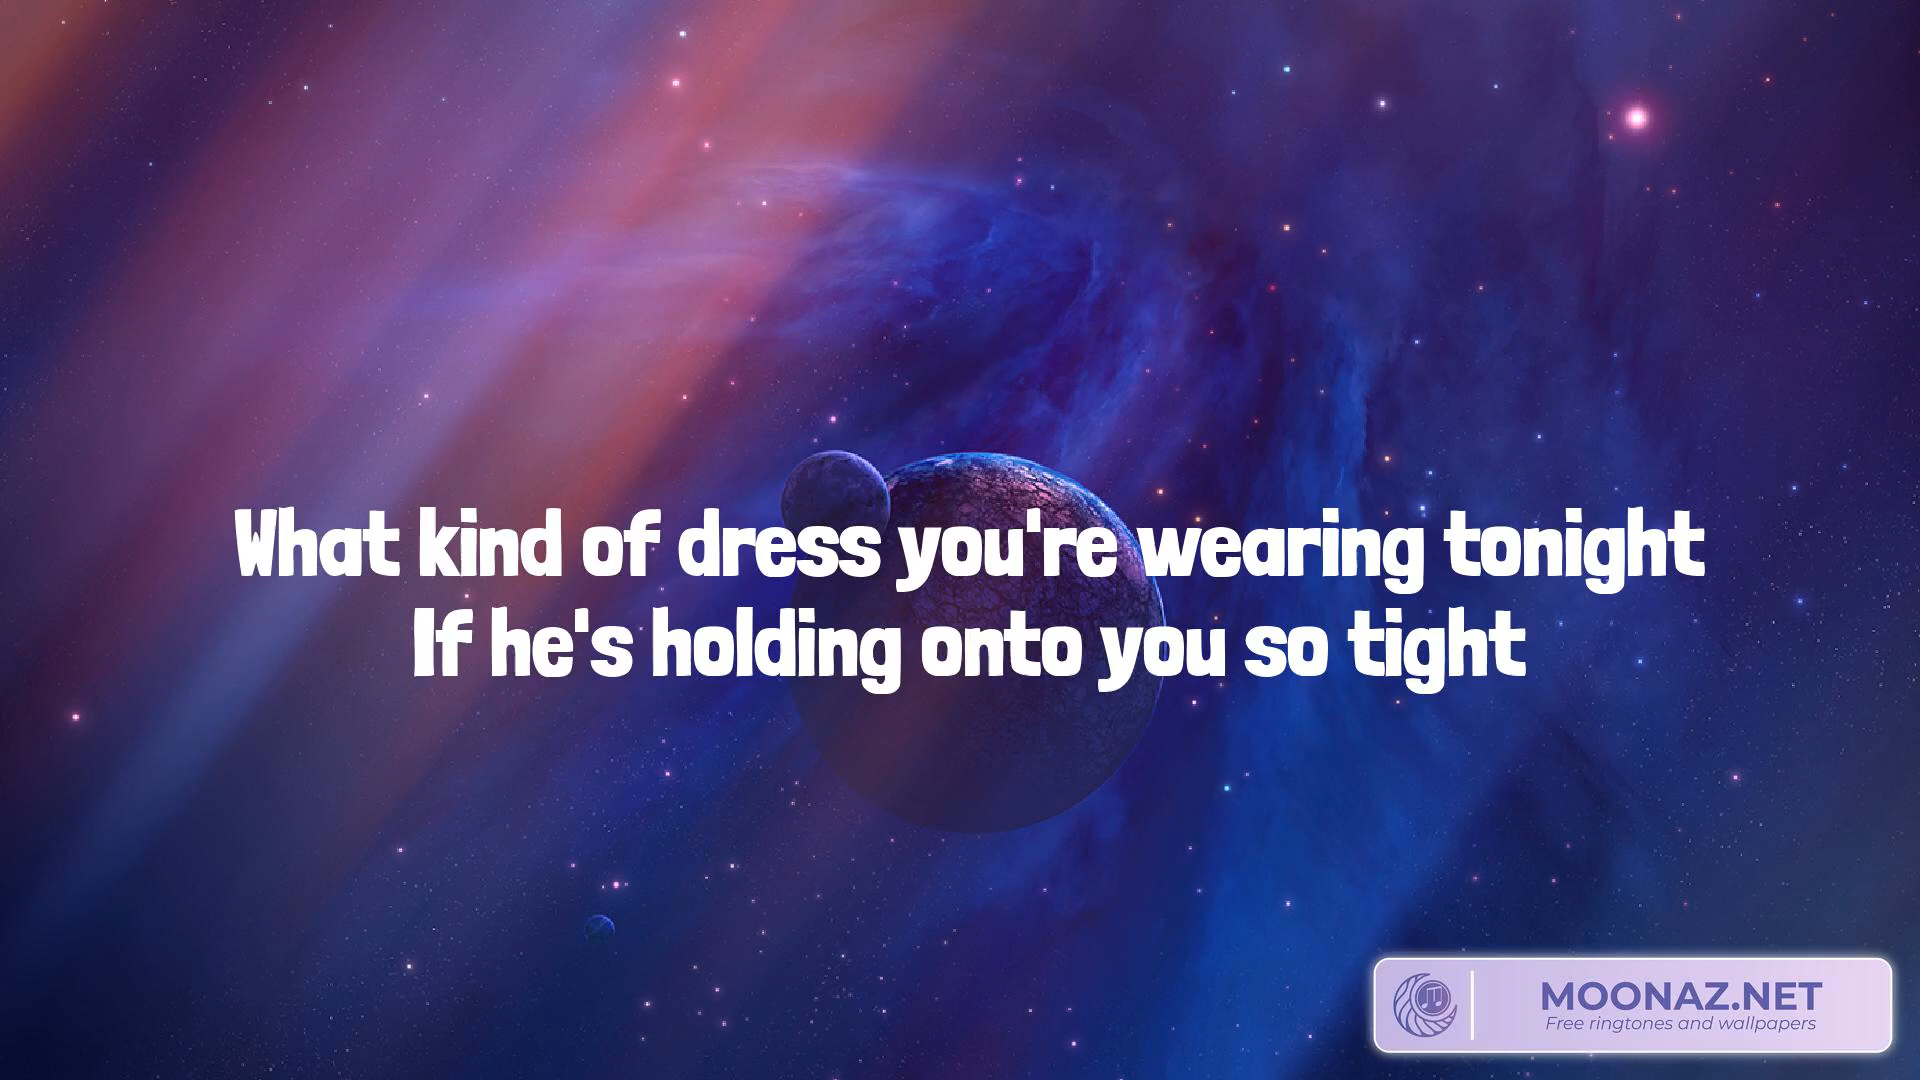 What kind of dress you're wearing tonight
If he's holding onto you so tight
MOONAZ.NET
Free ringtones and wallpapers